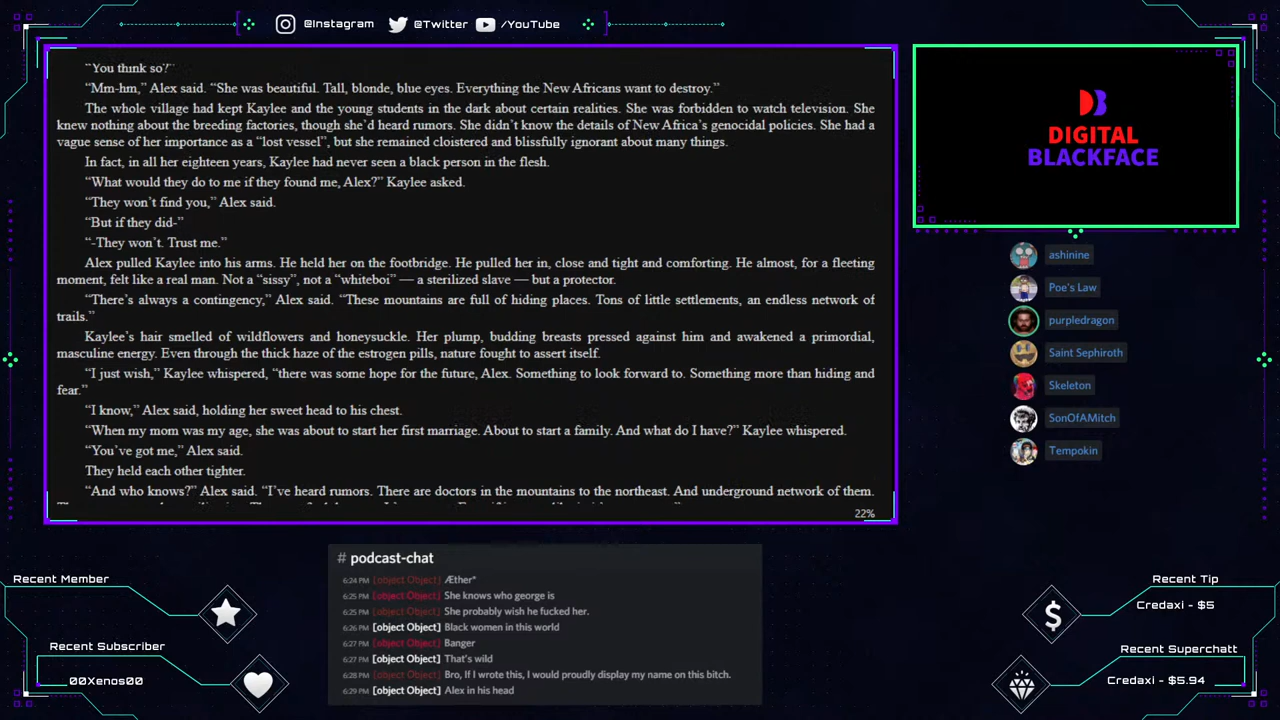 @Instagram @Twitter /YouTube
"You think so?"
"Mm-hm," Alex said. "She was beautiful. Tall, blonde, blue eyes. Everything the New Africans want to destroy."
The whole village had kept Kaylee and the young students in the dark about certain realities. She was forbidden to watch television. She
knew nothing about the breeding factories, though she'd heard rumors. She didn't know the details of New Africa's genocidal policies. She had a
vague sense of her importance as a "lost vessel", but she remained cloistered and blissfully ignorant about many things.
In fact, in all her eighteen years, Kaylee had never seen a black person in the flesh.
"What would they do to me if they found me, Alex?" Kaylee asked.
"They won't find you," Alex said.
"But if they did-"
"-They won't. Trust me."
Alex pulled Kaylee into his arms. He held her on the footbridge. He pulled her in, close and tight and comforting. He almost, for a fleeting
moment, felt like a real man. Not a "sissy", not a "whiteboi" — a sterilized slave — but a protector.
"There's always a contingency," Alex said. "These mountains are full of hiding places. Tons of little settlements, an endless network of
trails."
Kaylee's hair smelled of wildflowers and honeysuckle. Her plump, budding breasts pressed against him and awakened a primordial,
masculine energy. Even through the thick haze of the estrogen pills, nature fought to assert itself.
"I just wish," Kaylee whispered, "there was some hope for the future, Alex. Something to look forward to. Something more than hiding and
fear."
"I know," Alex said, holding her sweet head to his chest.
"When my mom was my age, she was about to start her first marriage. About to start a family. And what do I have?" Kaylee whispered.
"You've got me," Alex said.
They held each other tighter.
"And who knows?" Alex said. "I've heard rumors. There are doctors in the mountains to the northeast. And underground network of them.
22%
DIGITAL
BLACKFACE
ashinine
Poe's Law
purpledragon
Saint Sephiroth
Skeleton
SonOfAMitch
Tempokin
# podcast-chat
6:24 PM [object Object] Æther*
6:25 PM [object Object] She knows who george is
6:25 PM [object Object] She probably wish he fucked her.
6:26 PM [object Object] Black women in this world
6:27 PM [object Object] Banger
6:27 PM [object Object] That's wild
6:28 PM [object Object] Bro, If I wrote this, I would proudly display my name on this bitch.
6:29 PM [object Object] Alex in his head
Recent Member
Recent Subscriber
00Xenos00
Recent Tip
Credaxi - $5
Recent Superchatt
Credaxi - $5.94